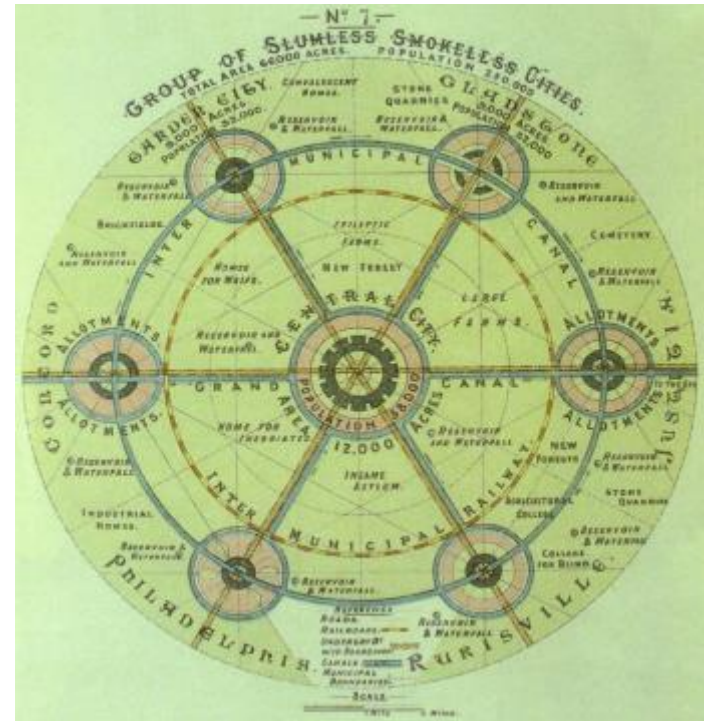 — Nº 7. —
GROUP OF SLUMLESS SMOKELESS CITIES.
TOTAL AREA 66000 ACRES. POPULATION 250,000
GARDEN CITY
9,000 ACRES
POPULATION 32,000
CONVALESCENT
HOMES.
STONE
QUARRIES
GLADSTONE
9,000 ACRES
POPULATION 32,000
RESERVOIR
& WATERFALL
RESERVOIR &
WATERFALL.
INTER MUNICIPAL CANAL
RESERVOIR
& WATERFALL
RESERVOIR
AND WATERFALL
BRICKFIELDS.
EPILEPTIC
FARMS.
CEMETERY
RESERVOIR
AND WATERFALL
HOMES
FOR WAIFS.
NEW FOREST
RESERVOIR
& WATERFALL
LARGE
FARMS.
CENTRAL CITY.
RESERVOIR AND
WATERFALL.
CONCORD
ALLOTMENTS
ALLOTMENTS
JUSTITIA
GRAND CANAL
POPULATION 58000
AREA 12,000 ACRES
ALLOTMENTS.
ALLOTMENTS
HOME FOR
INEBRIATES.
RESERVOIR
AND WATERFALL
NEW
FORESTS
RESERVOIR
& WATERFALL
RESERVOIR
& WATERFALL
INSANE
ASYLUM
STONE
QUARRIES
AGRICULTURAL
COLLEGE
INTER MUNICIPAL RAILWAY.
INDUSTRIAL
HOMES.
RESERVOIR
COLLEGE
FOR BLIND.
RESERVOIR &
RESERVOIR
& WATERFALL.
PHILADELPHIA
RURISVILLE
REFERENCE
ROADS.
RAILROADS.
CANALS
MUNICIPAL
BOUNDARIES.
RESERVOIR
& WATERFALL
SCALE